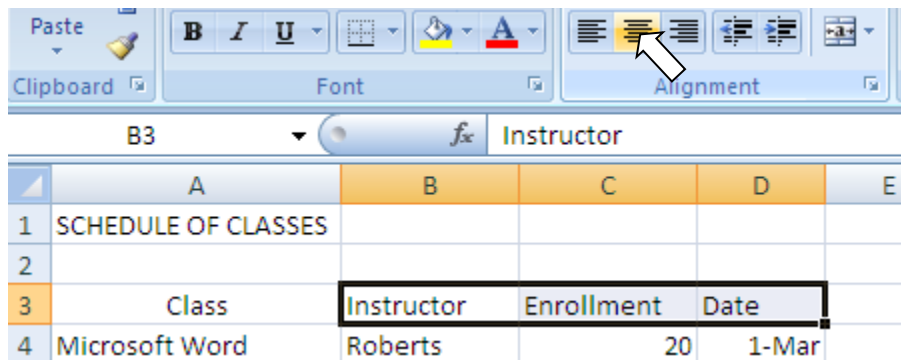 Paste
B I U A a
Clipboard Font Alignment
B3 fx Instructor
A B C D E
1 SCHEDULE OF CLASSES
2
3 Class Instructor Enrollment Date
4 Microsoft Word Roberts 20 1-Mar